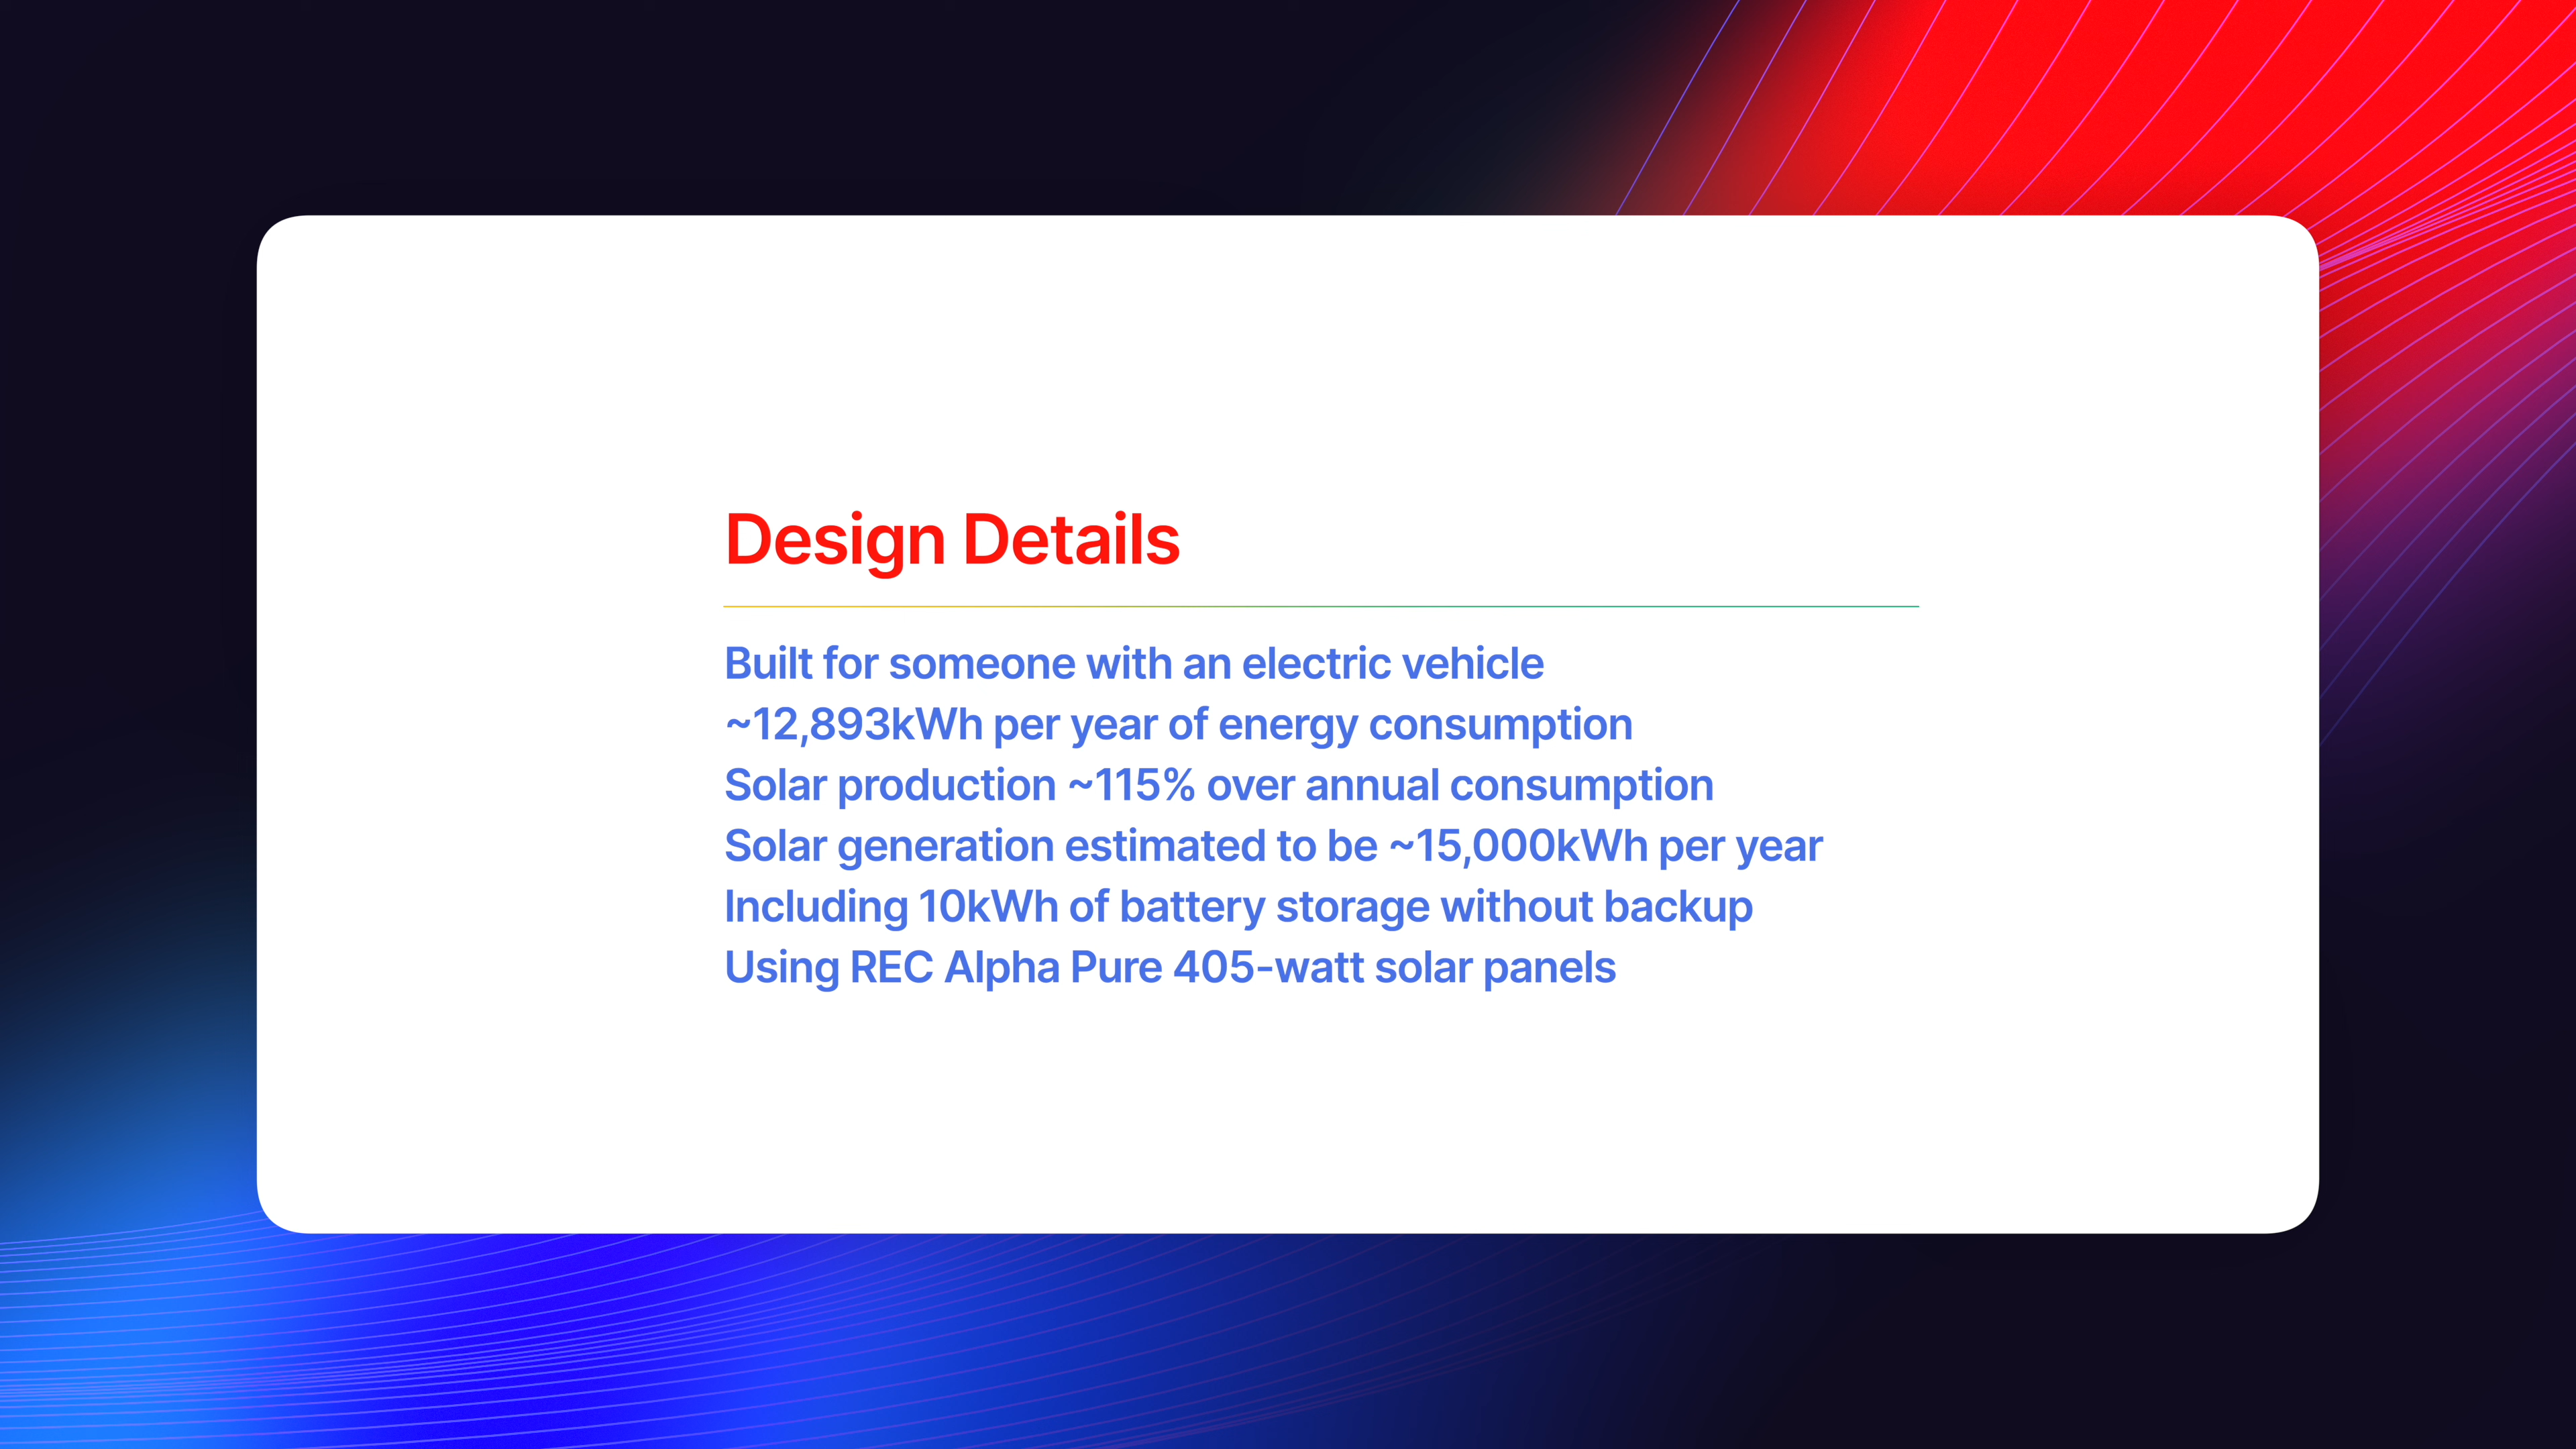 Design Details
Built for someone with an electric vehicle
~12,893kWh per year of energy consumption
Solar production ~115% over annual consumption
Solar generation estimated to be ~15,000kWh per year
Including 10kWh of battery storage without backup
Using REC Alpha Pure 405-watt solar panels